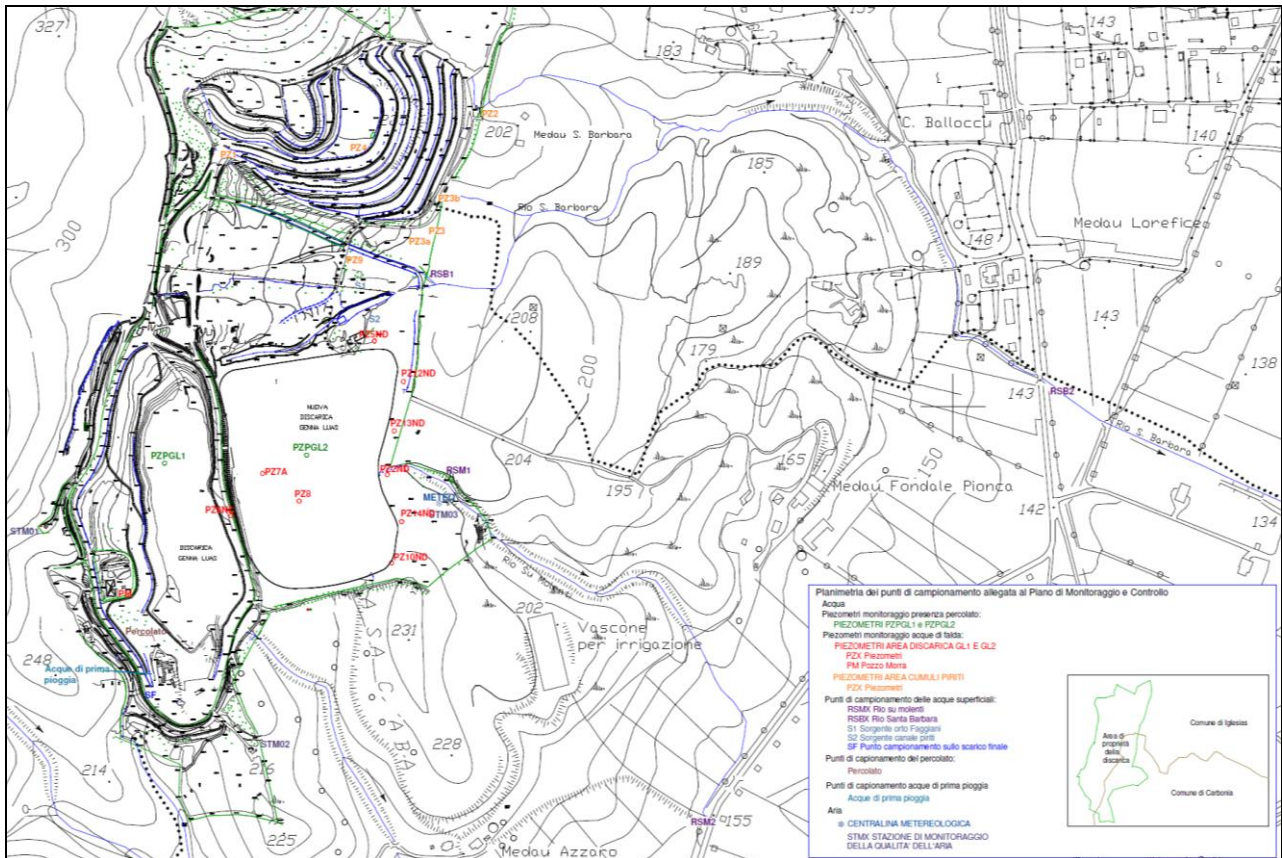 327
183
139
143
140
202
PZ2
C. Balloccu
PZ4
Medau S. Barbara
185
PZ3b
Rio S. Barbara
300
PZ3
PZ3a
148
Medau Lorefice
PZ9
189
RSB1
S1
S2
208
143
179
138
PZ12ND
200
143
RSB2
NUOVA
DISCARICA
GENNA LUAS
PZ13ND
Rio S. Barbara
PZPGL1
PZPGL2
204
165
150
PZ7A
PZ2ND
RSM1
195
Medau Fondale Pionca
PZ8
STM03
142
134
STM01
PZ14ND
DISCARICA
GENNA LUAS
PZ10ND
PM
202
231
Vascone
per irrigazione
Percolato
248
SA CABA
Acque di prima
pioggia
SF
STM02
228
214
216
225
RSM2
155
Medau Azzaro
Planimetria dei punti di campionamento allegata al Piano di Monitoraggio e Controllo
Acqua
Piezometri monitoraggio presenza percolato:
PIEZOMETRI PZPGL1 e PZPGL2
Piezometri monitoraggio acque di falda:
PIEZOMETRI AREA DISCARICA GL1 E GL2
PZX Piezometri
PM Pozzo Morra
PIEZOMETRI AREA CUMULI PIRITI
PZX Piezometri
Punti di campionamento delle acque superficiali:
RSMX Rio su molenti
RSBX Rio Santa Barbara
S1 Sorgente orto Faggiani
S2 Sorgente canale piriti
SF Punto campionamento sullo scarico finale
Punti di capionamento del percolato:
Percolato
Punti di capionamento acque di prima pioggia
Acque di prima pioggia
Aria
CENTRALINA METEREOLOGICA
STMX STAZIONE DI MONITORAGGIO
DELLA QUALITA' DELL'ARIA
Comune di Iglesias
Area di
proprietà
della
discarica
Comune di Carbonia